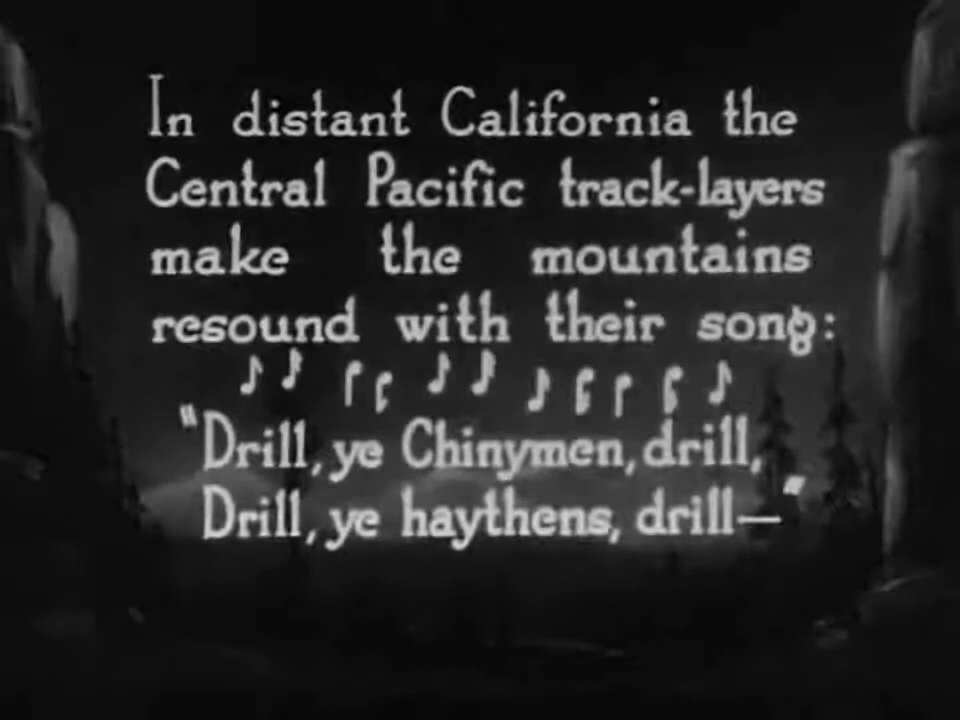 In distant California the
Central Pacific track-layers
make the mountains
resound with their song:
"Drill, ye Chinymen, drill,
Drill, ye haythens, drill—"